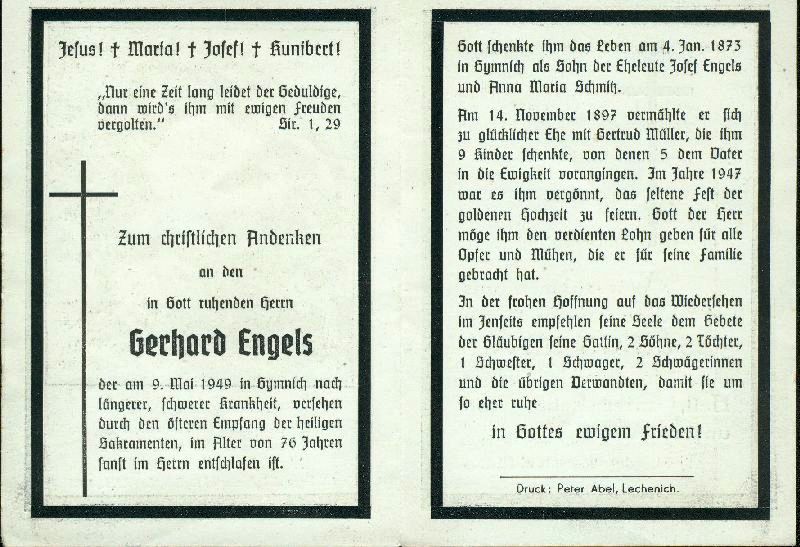 Jesus! † Maria! † Josef! † Kunibert!
„Nur eine Zeit lang leidet der Geduldige,
dann wird's ihm mit ewigen Freuden
vergolten.“ Sir. 1, 29
Zum christlichen Andenken
an den
in Gott ruhenden Herrn
Gerhard Engels
der am 9. Mai 1949 in Gymnich nach
längerer, schwerer Krankheit, versehen
durch den öfteren Empfang der heiligen
Sakramenten, im Alter von 76 Jahren
sanft im Herrn entschlafen ist.
Gott schenkte ihm das Leben am 4. Jan. 1873
in Gymnich als Sohn der Eheleute Josef Engels
und Anna Maria Schmitz.
Am 14. November 1897 vermählte er sich
zu glücklicher Ehe mit Gertrud Müller, die ihm
9 Kinder schenkte, von denen 5 dem Vater
in die Ewigkeit vorangingen. Im Jahre 1947
war es ihm vergönnt, das seltene Fest der
goldenen Hochzeit zu feiern. Gott der Herr
möge ihm den verdienten Lohn geben für alle
Opfer und Mühen, die er für seine Familie
gebracht hat.
In der frohen Hoffnung auf das Wiedersehen
im Jenseits empfehlen seine Seele dem Gebete
der Gläubigen seine Gattin, 2 Söhne, 2 Töchter,
1 Schwester, 1 Schwager, 2 Schwägerinnen
und die übrigen Verwandten, damit sie um
so eher ruhe
in Gottes ewigem Frieden!
Druck: Peter Abel, Lechenich.